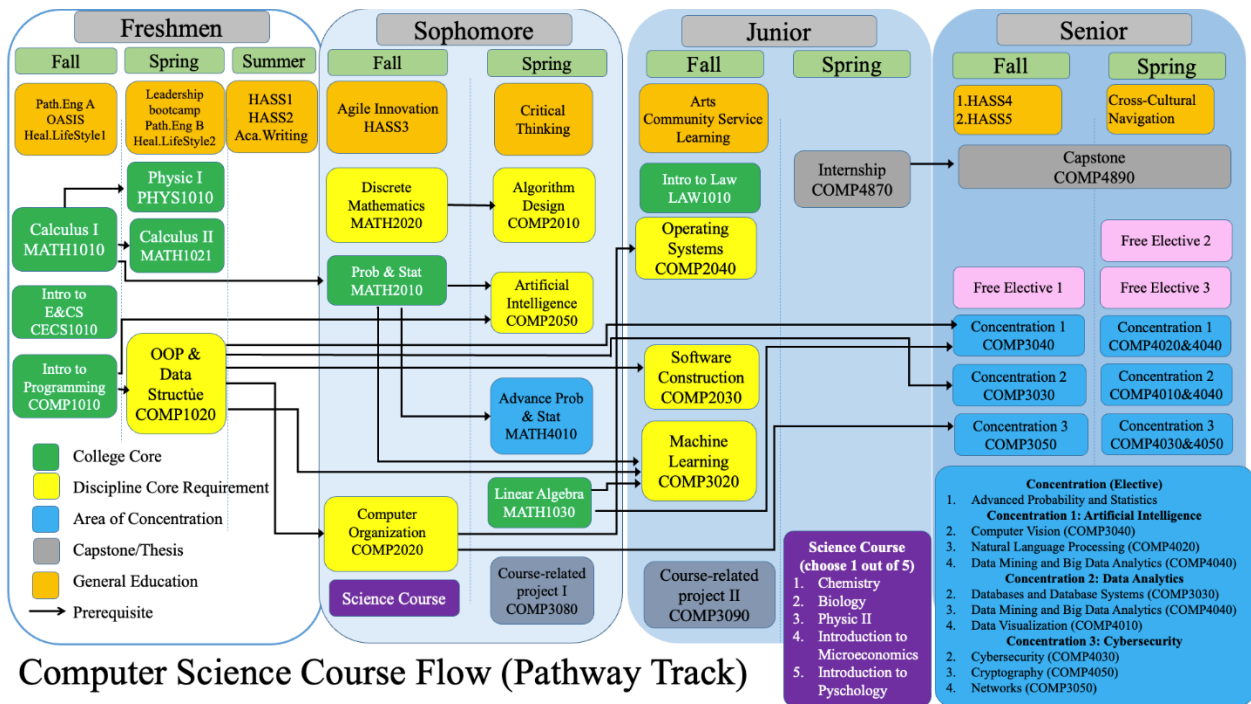 Freshmen
Sophomore
Junior
Senior
Fall
Spring
Summer
Fall
Spring
Fall
Spring
Fall
Spring
Path.Eng A
OASIS
Heal.LifeStyle1
Leadership
bootcamp
Path.Eng B
Heal.LifeStyle2
HASS1
HASS2
Aca.Writing
Agile Innovation
HASS3
Critical
Thinking
Arts
Community Service
Learning
1.HASS4
2.HASS5
Cross-Cultural
Navigation
Physic I
PHYS1010
Calculus I
MATH1010
Calculus II
MATH1021
Intro to
E&CS
CECS1010
Intro to
Programming
COMP1010
OOP &
Data
Structùe
COMP1020
Discrete
Mathematics
MATH2020
Algorithm
Design
COMP2010
Prob & Stat
MATH2010
Artificial
Intelligence
COMP2050
Advance Prob
& Stat
MATH4010
Linear Algebra
MATH1030
Computer
Organization
COMP2020
Science Course
Course-related
project I
COMP3080
Intro to Law
LAW1010
Operating
Systems
COMP2040
Software
Construction
COMP2030
Machine
Learning
COMP3020
Course-related
project II
COMP3090
Internship
COMP4870
Capstone
COMP4890
Free Elective 2
Free Elective 1
Free Elective 3
Concentration 1
COMP3040
Concentration 1
COMP4020&4040
Concentration 2
COMP3030
Concentration 2
COMP4010&4040
Concentration 3
COMP3050
Concentration 3
COMP4030&4050
College Core
Discipline Core Requirement
Area of Concentration
Capstone/Thesis
General Education
Prerequisite
Science Course
(choose 1 out of 5)
1. Chemistry
2. Biology
3. Physic II
4. Introduction to
Microeconomics
5. Introduction to
Pyschology
Concentration (Elective)
1. Advanced Probability and Statistics
Concentration 1: Artificial Intelligence
2. Computer Vision (COMP3040)
3. Natural Language Processing (COMP4020)
4. Data Mining and Big Data Analytics (COMP4040)
Concentration 2: Data Analytics
2. Databases and Database Systems (COMP3030)
3. Data Mining and Big Data Analytics (COMP4040)
4. Data Visualization (COMP4010)
Concentration 3: Cybersecurity
2. Cybersecurity (COMP4030)
3. Cryptography (COMP4050)
4. Networks (COMP3050)
Computer Science Course Flow (Pathway Track)